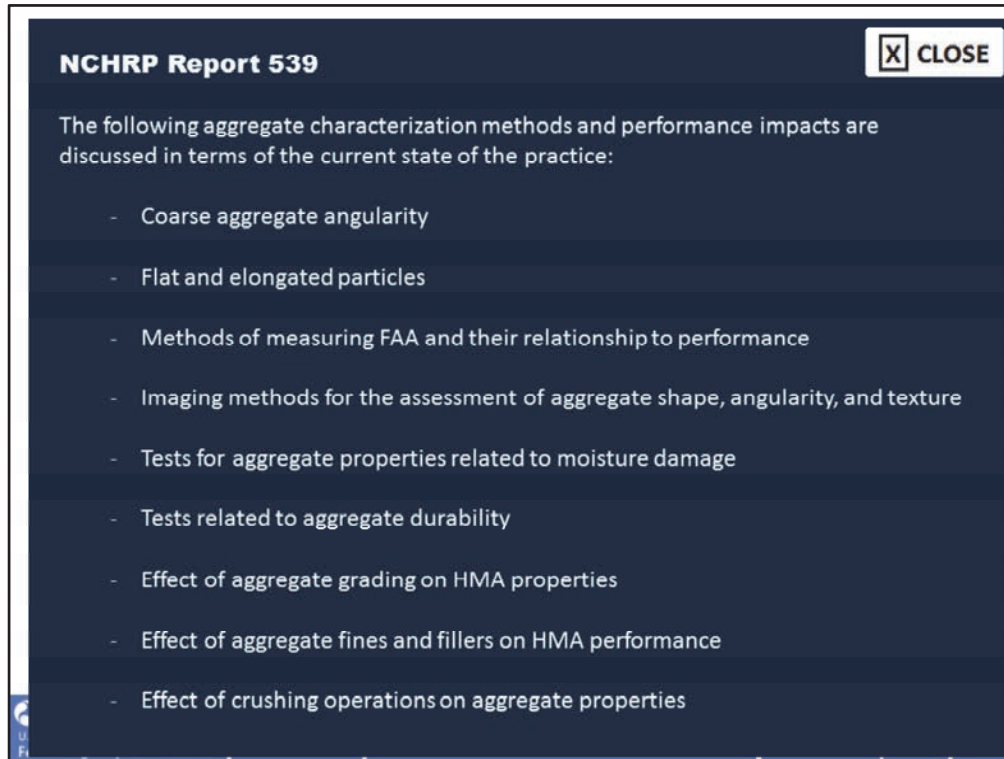 NCHRP Report 539
X CLOSE
The following aggregate characterization methods and performance impacts are
discussed in terms of the current state of the practice:
- Coarse aggregate angularity
- Flat and elongated particles
- Methods of measuring FAA and their relationship to performance
- Imaging methods for the assessment of aggregate shape, angularity, and texture
- Tests for aggregate properties related to moisture damage
- Tests related to aggregate durability
- Effect of aggregate grading on HMA properties
- Effect of aggregate fines and fillers on HMA performance
- Effect of crushing operations on aggregate properties